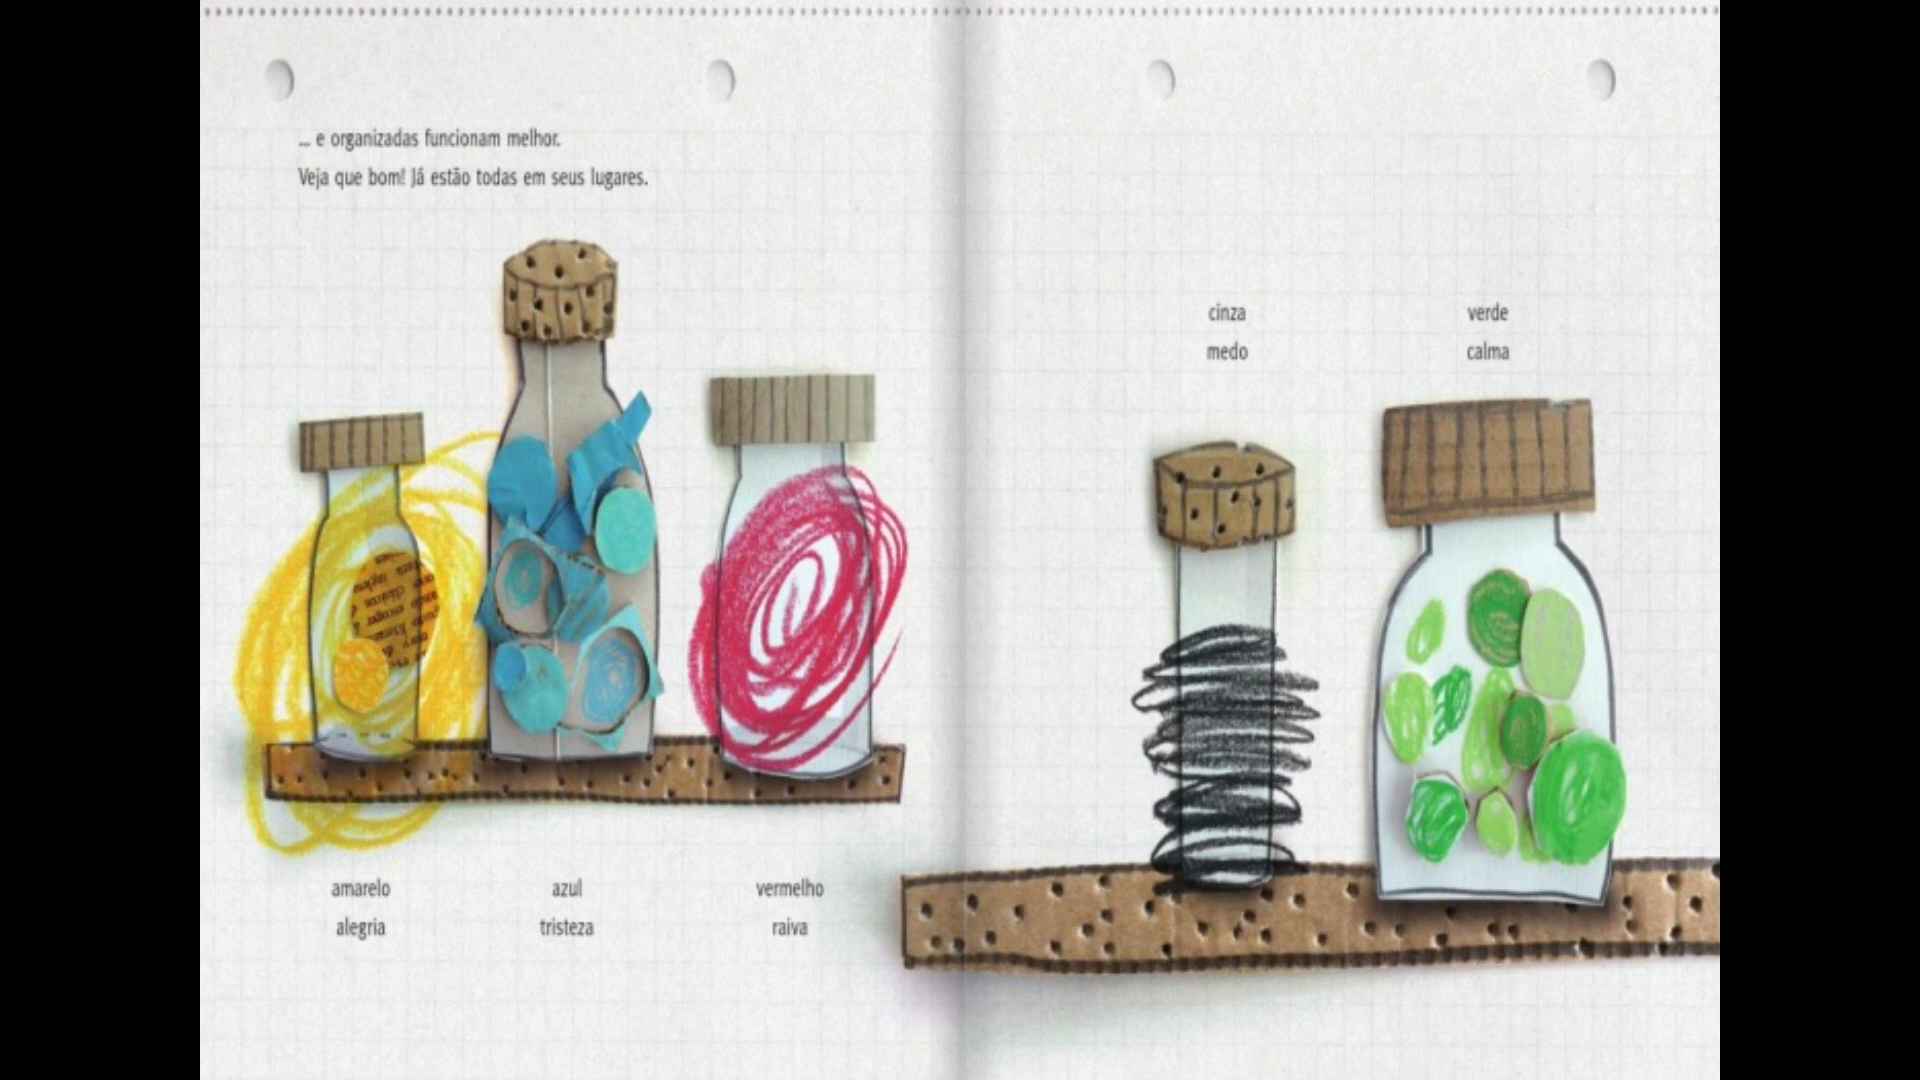 ... e organizadas funcionam melhor.
Veja que bom! Já estão todas em seus lugares.
amarelo
alegria
azul
tristeza
vermelho
raiva
cinza
medo
verde
calma